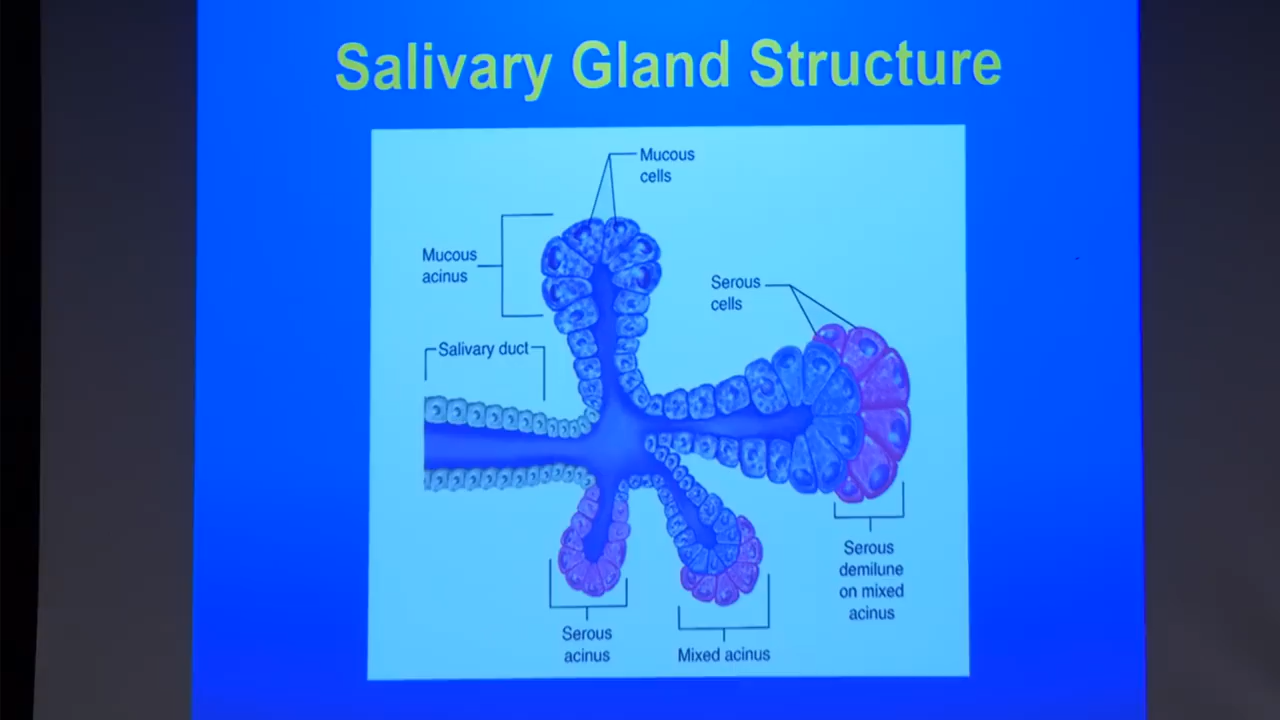 Salivary Gland Structure
Mucous
cells
Mucous
acinus
Serous
cells
Salivary duct
Serous
demilune
on mixed
acinus
Serous
acinus
Mixed acinus